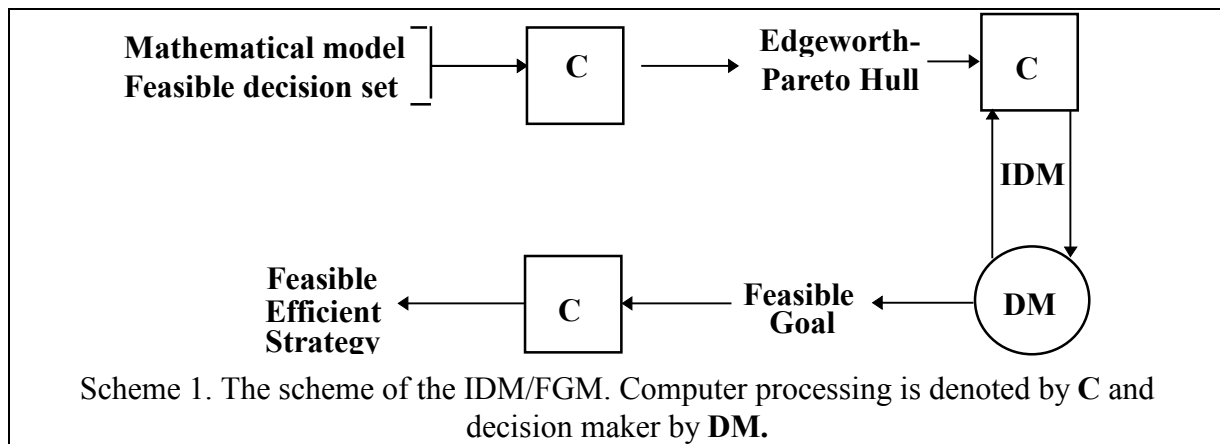 Mathematical model
Feasible decision set
C
Edgeworth-
Pareto Hull
C
IDM
DM
Feasible
Goal
C
Feasible
Efficient
Strategy
Scheme 1. The scheme of the IDM/FGM. Computer processing is denoted by C and
decision maker by DM.